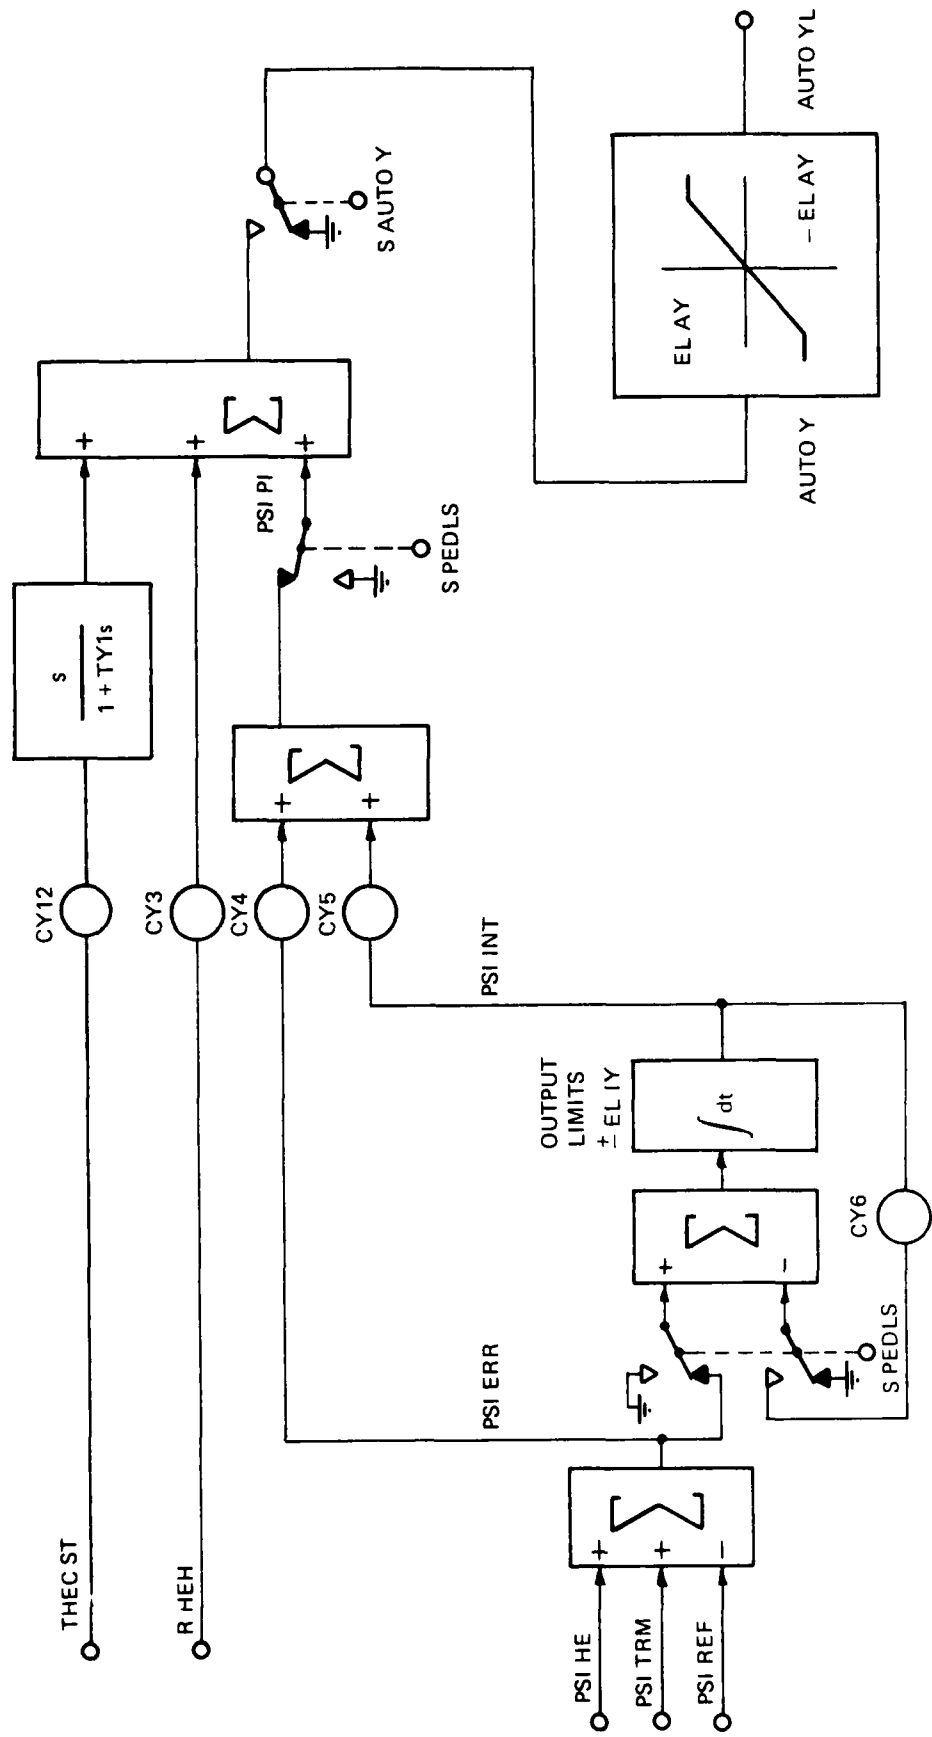 THEC ST
R HEH
PSI HE
PSI TRM
PSI REF
+
+
−
Σ
PSI ERR
S PEDLS
+
−
Σ
OUTPUT
LIMITS
± EL IY
∫ dt
CY6
PSI INT
CY12
CY3
CY4
CY5
+
+
Σ
s
1 + TY1s
S PEDLS
PSI PI
+
+
+
Σ
S AUTO Y
AUTO Y
EL AY
− EL AY
AUTO YL